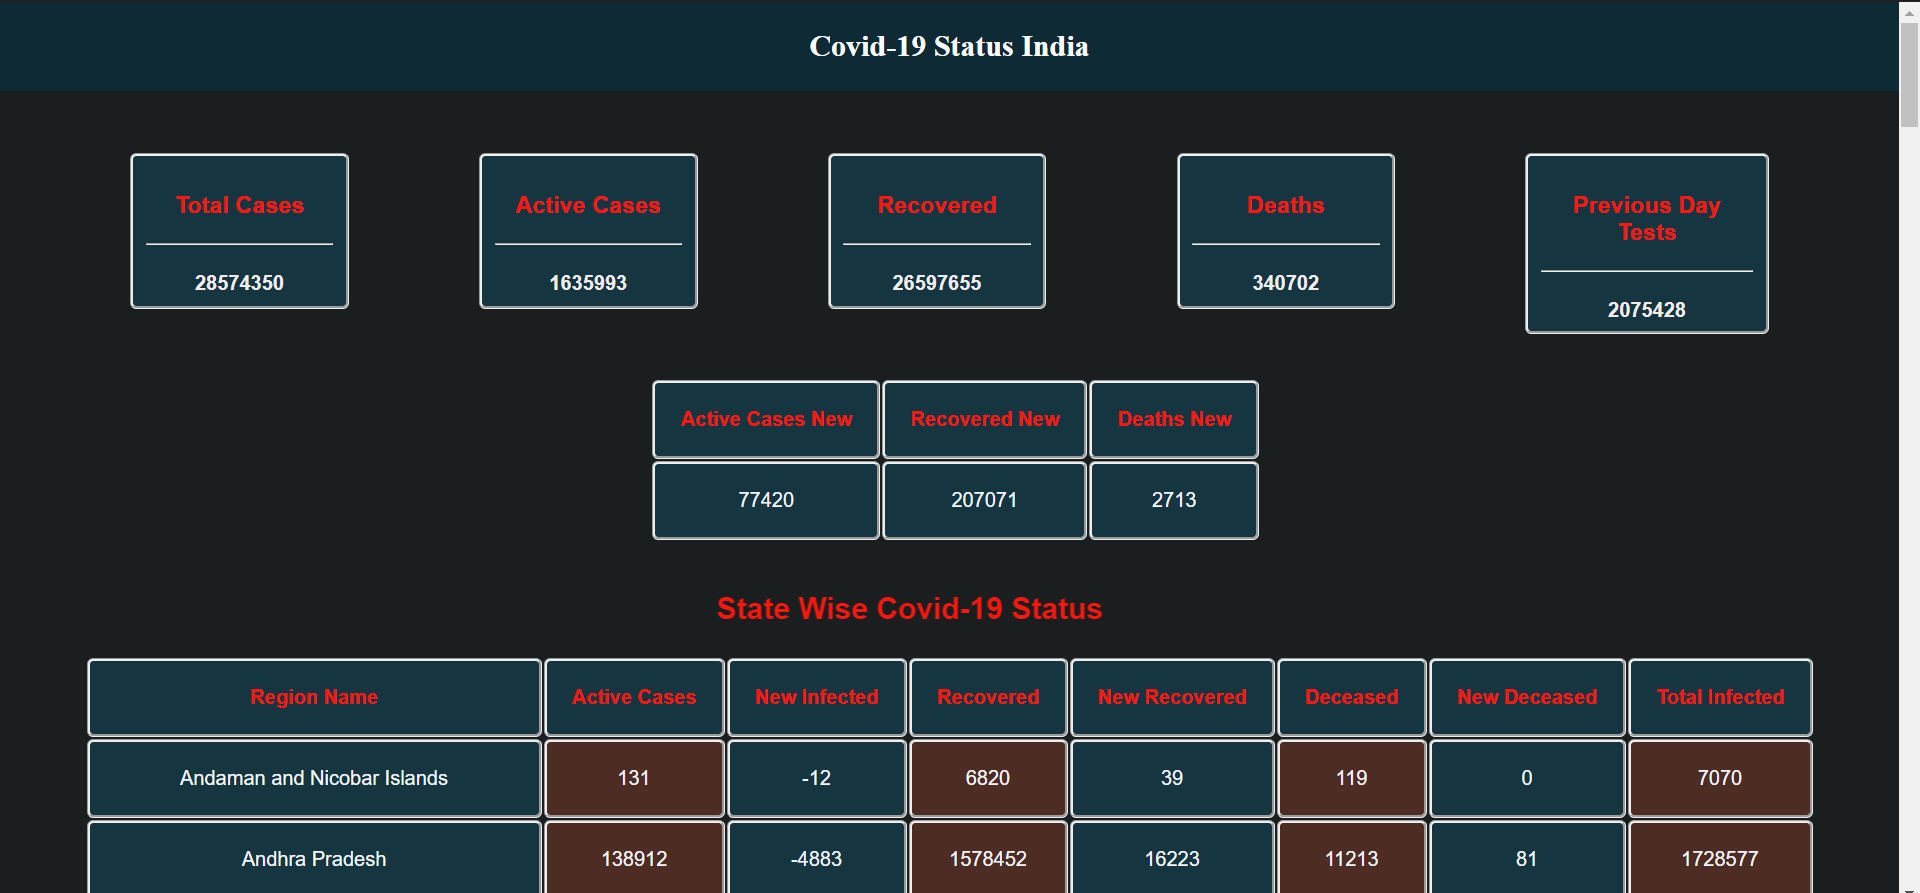 Covid-19 Status India
Total Cases
28574350
Active Cases
1635993
Recovered
26597655
Deaths
340702
Previous Day
Tests
2075428
Active Cases New Recovered New Deaths New
77420 207071 2713
State Wise Covid-19 Status
Region Name Active Cases New Infected Recovered New Recovered Deceased New Deceased Total Infected
Andaman and Nicobar Islands 131 -12 6820 39 119 0 7070
Andhra Pradesh 138912 -4883 1578452 16223 11213 81 1728577